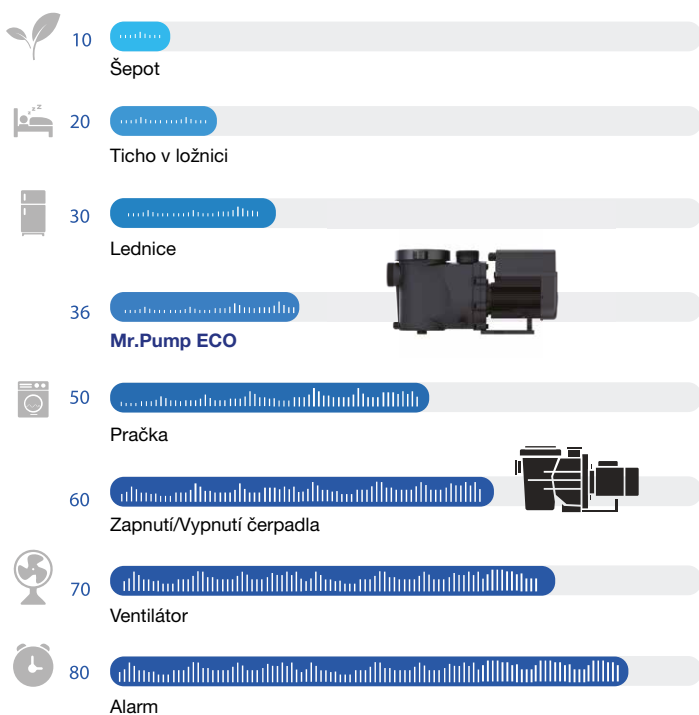 10
Šepot
20
Ticho v ložnici
30
Lednice
36
Mr.Pump ECO
50
Pračka
60
Zapnutí/Vypnutí čerpadla
70
Ventilátor
80
Alarm